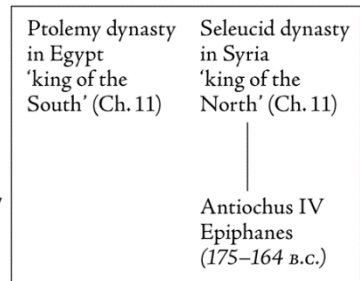 Ptolemy dynasty
in Egypt
‘king of the
South’ (Ch. 11)
Seleucid dynasty
in Syria
‘king of the
North’ (Ch. 11)
Antiochus IV
Epiphanes
(175–164 B.C.)